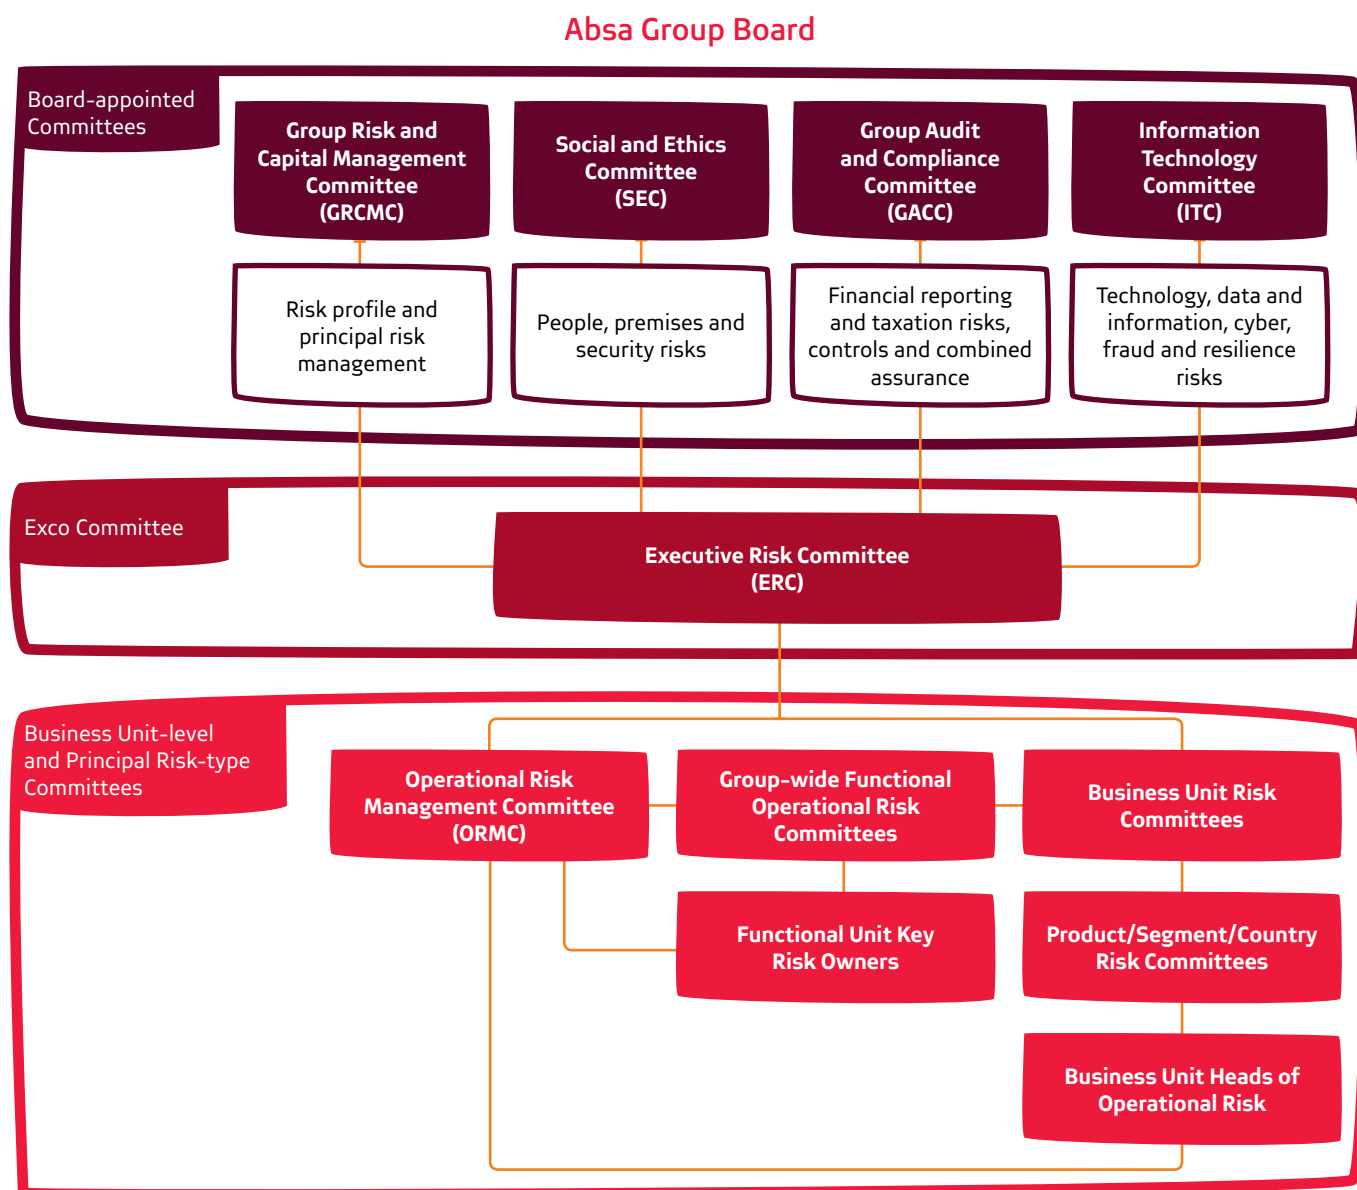 Absa Group Board
Board-appointed
Committees
Group Risk and
Capital Management
Committee
(GRCMC)
Social and Ethics
Committee
(SEC)
Group Audit
and Compliance
Committee
(GACC)
Information
Technology
Committee
(ITC)
Risk profile and
principal risk
management
People, premises and
security risks
Financial reporting
and taxation risks,
controls and combined
assurance
Technology, data and
information, cyber,
fraud and resilience
risks
Exco Committee
Executive Risk Committee
(ERC)
Business Unit-level
and Principal Risk-type
Committees
Operational Risk
Management Committee
(ORMC)
Group-wide Functional
Operational Risk
Committees
Business Unit Risk
Committees
Functional Unit Key
Risk Owners
Product/Segment/Country
Risk Committees
Business Unit Heads of
Operational Risk